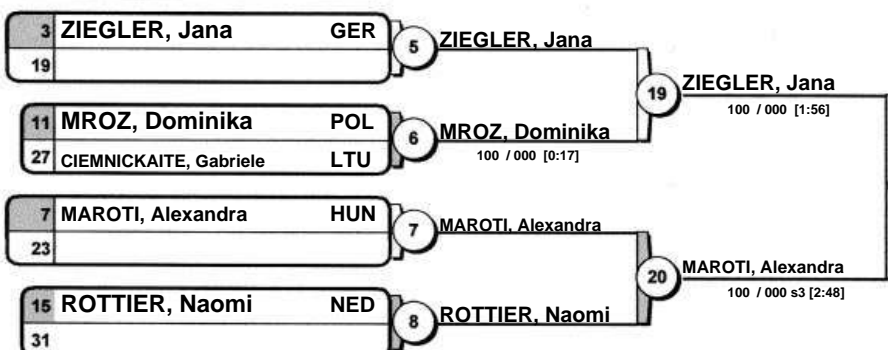 3 ZIEGLER, Jana GER
19
5
ZIEGLER, Jana
11 MROZ, Dominika POL
27 CIEMNICKAITE, Gabriele LTU
6
MROZ, Dominika
100 / 000 [0:17]
19
ZIEGLER, Jana
100 / 000 [1:56]
7 MAROTI, Alexandra HUN
23
7
MAROTI, Alexandra
15 ROTTIER, Naomi NED
31
8
ROTTIER, Naomi
20
MAROTI, Alexandra
100 / 000 s3 [2:48]